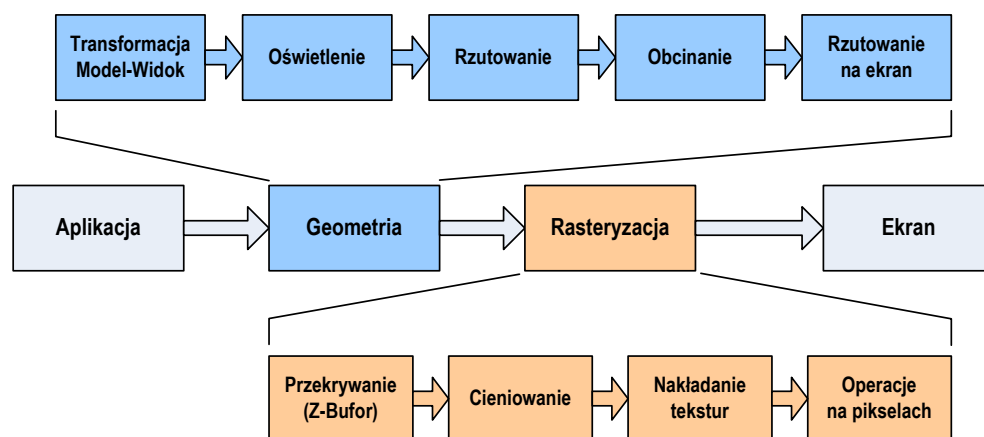 Transformacja
Model-Widok
Oświetlenie
Rzutowanie
Obcinanie
Rzutowanie
na ekran
Aplikacja
Geometria
Rasteryzacja
Ekran
Przekrywanie
(Z-Bufor)
Cieniowanie
Nakładanie
tekstur
Operacje
na pikselach